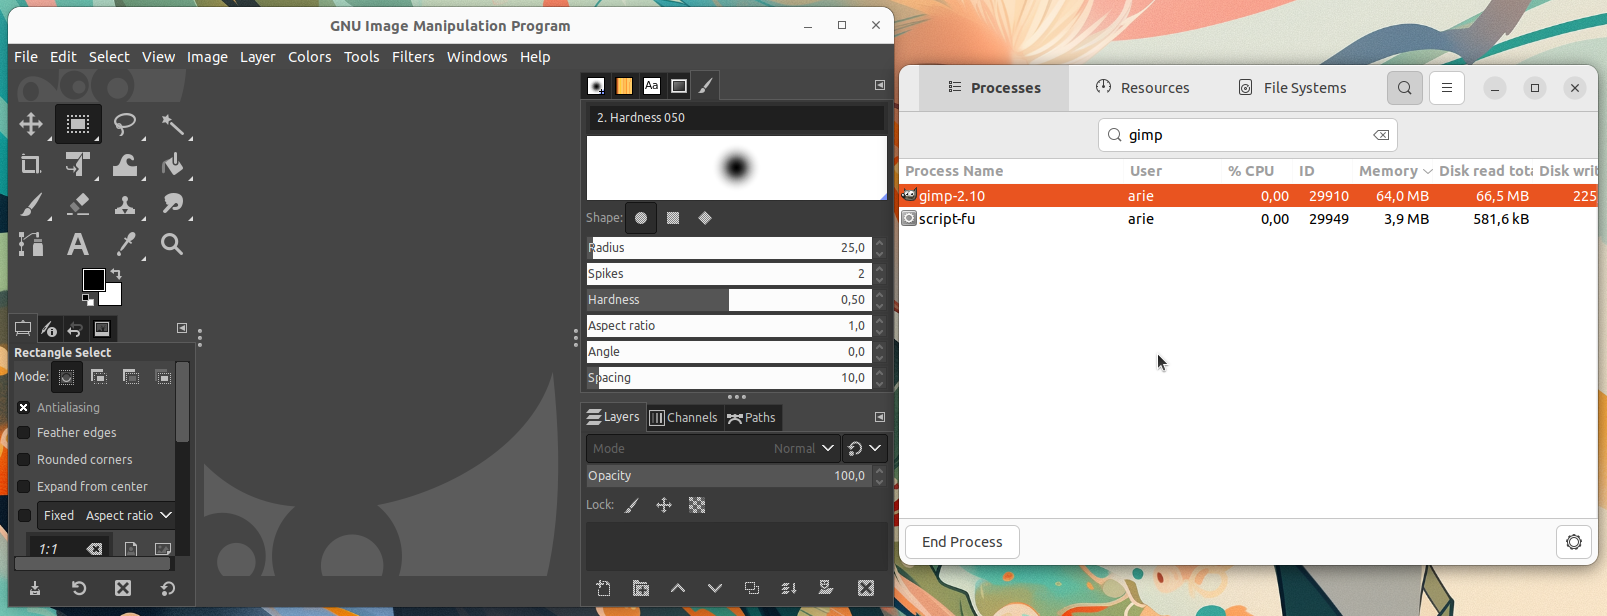 GNU Image Manipulation Program
File Edit Select View Image Layer Colors Tools Filters Windows Help
Aa
2. Hardness 050
Shape:
Radius 25,0
Spikes 2
Hardness 0,50
Aspect ratio 1,0
Angle 0,0
Spacing 10,0
Rectangle Select
Mode:
Antialiasing
Feather edges
Rounded corners
Expand from center
Fixed Aspect ratio
1:1
Layers Channels Paths
Mode Normal
Opacity 100,0
Lock:
Processes Resources File Systems
gimp
Process Name User % CPU ID Memory Disk read tota Disk writ
gimp-2.10 arie 0,00 29910 64,0 MB 66,5 MB 225
script-fu arie 0,00 29949 3,9 MB 581,6 kB
End Process